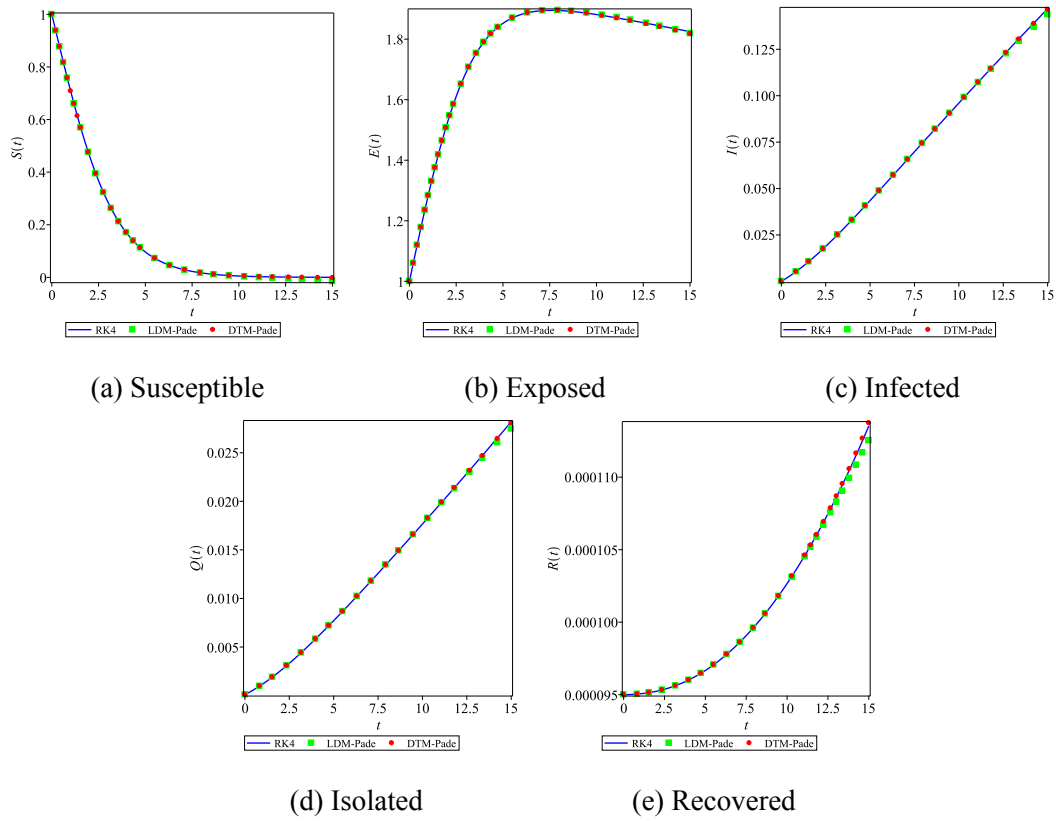 1
0.8
0.6
0.4
0.2
0
S(t)
0 2.5 5 7.5 10 12.5 15
t
RK4 LDM-Pade DTM-Pade
(a) Susceptible
1.8
1.6
1.4
1.2
1
E(t)
0 2.5 5 7.5 10 12.5 15
t
RK4 LDM-Pade DTM-Pade
(b) Exposed
0.125
0.100
0.075
0.050
0.025
I(t)
0 2.5 5 7.5 10 12.5 15
t
RK4 LDM-Pade DTM-Pade
(c) Infected
0.025
0.020
0.015
0.010
0.005
Q(t)
0 2.5 5 7.5 10 12.5 15
t
RK4 LDM-Pade DTM-Pade
(d) Isolated
0.000110
0.000105
0.000100
0.000095
R(t)
0 2.5 5 7.5 10 12.5 15
t
RK4 LDM-Pade DTM-Pade
(e) Recovered